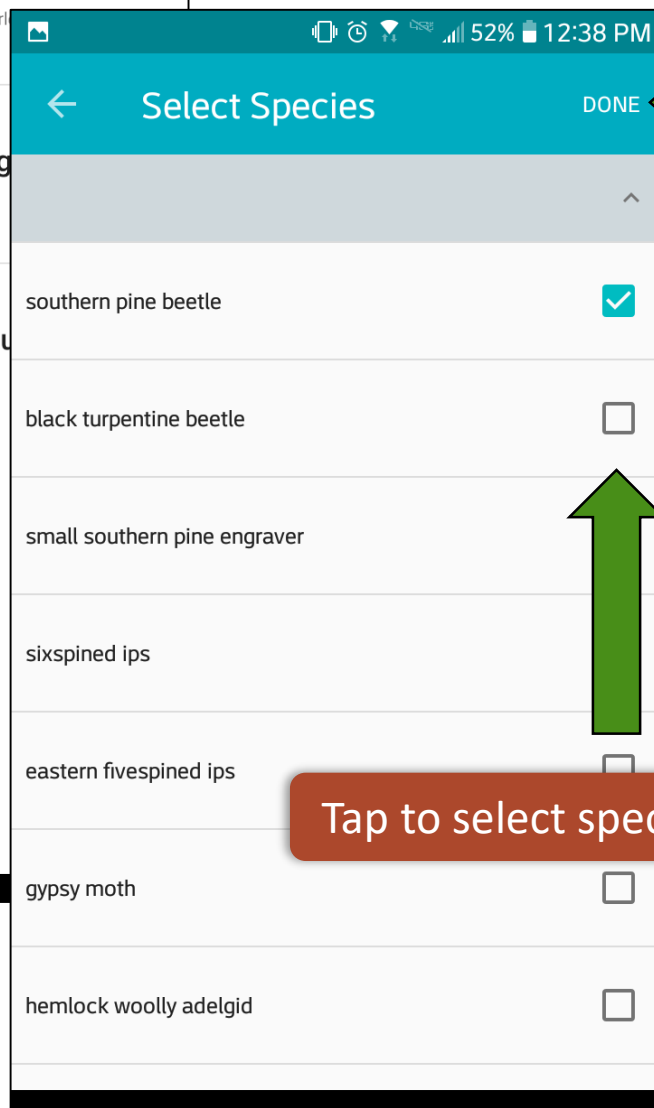 52% 12:38 PM
Select Species
DONE
southern pine beetle
black turpentine beetle
small southern pine engraver
sixspined ips
eastern fivespined ips
Tap to select
gypsy moth
hemlock woolly adelgid